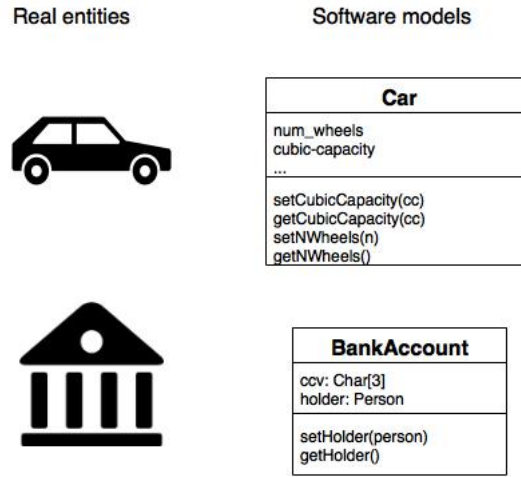 Real entities
Software models
Car
num_wheels
cubic-capacity
...
setCubicCapacity(cc)
getCubicCapacity(cc)
setNWheels(n)
getNWheels()
BankAccount
ccv: Char[3]
holder: Person
setHolder(person)
getHolder()